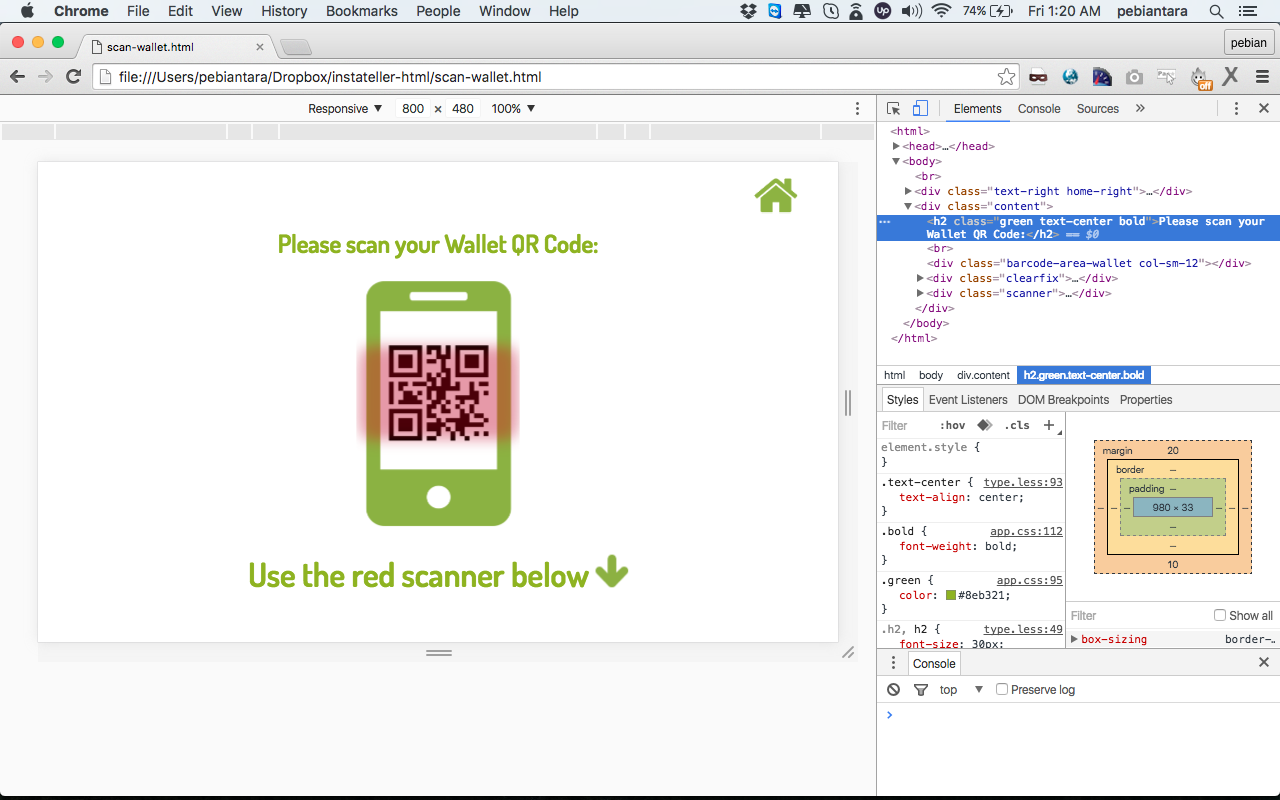 Chrome File Edit View History Bookmarks People Window Help 74% Fri 1:20 AM pebiantara
scan-wallet.html × pebian
file:///Users/pebiantara/Dropbox/instateller-html/scan-wallet.html off
Responsive ▼ 800 × 480 100% ▼
Please scan your Wallet QR Code:
Use the red scanner below
Elements Console Sources »
<html>
▶<head>…</head>
▼<body>
<br>
▶<div class="text-right home-right">…</div>
▼<div class="content">
<h2 class="green text-center bold">Please scan your
Wallet QR Code:</h2> == $0
<br>
<div class="barcode-area-wallet col-sm-12"></div>
▶<div class="clearfix">…</div>
▶<div class="scanner">…</div>
</div>
</body>
</html>
html body div.content h2.green.text-center.bold
Styles Event Listeners DOM Breakpoints Properties
Filter :hov .cls +
element.style {
}
.text-center { type.less:93
text-align: center;
}
.bold { app.css:112
font-weight: bold;
}
.green { app.css:95
color: #8eb321;
}
.h2, h2 { type.less:49
font-size: 30px;
margin 20
border –
padding –
– – – 980 × 33 – – –
–
–
10
Filter Show all
▶ box-sizing border-…
Console
top ▼ Preserve log
>